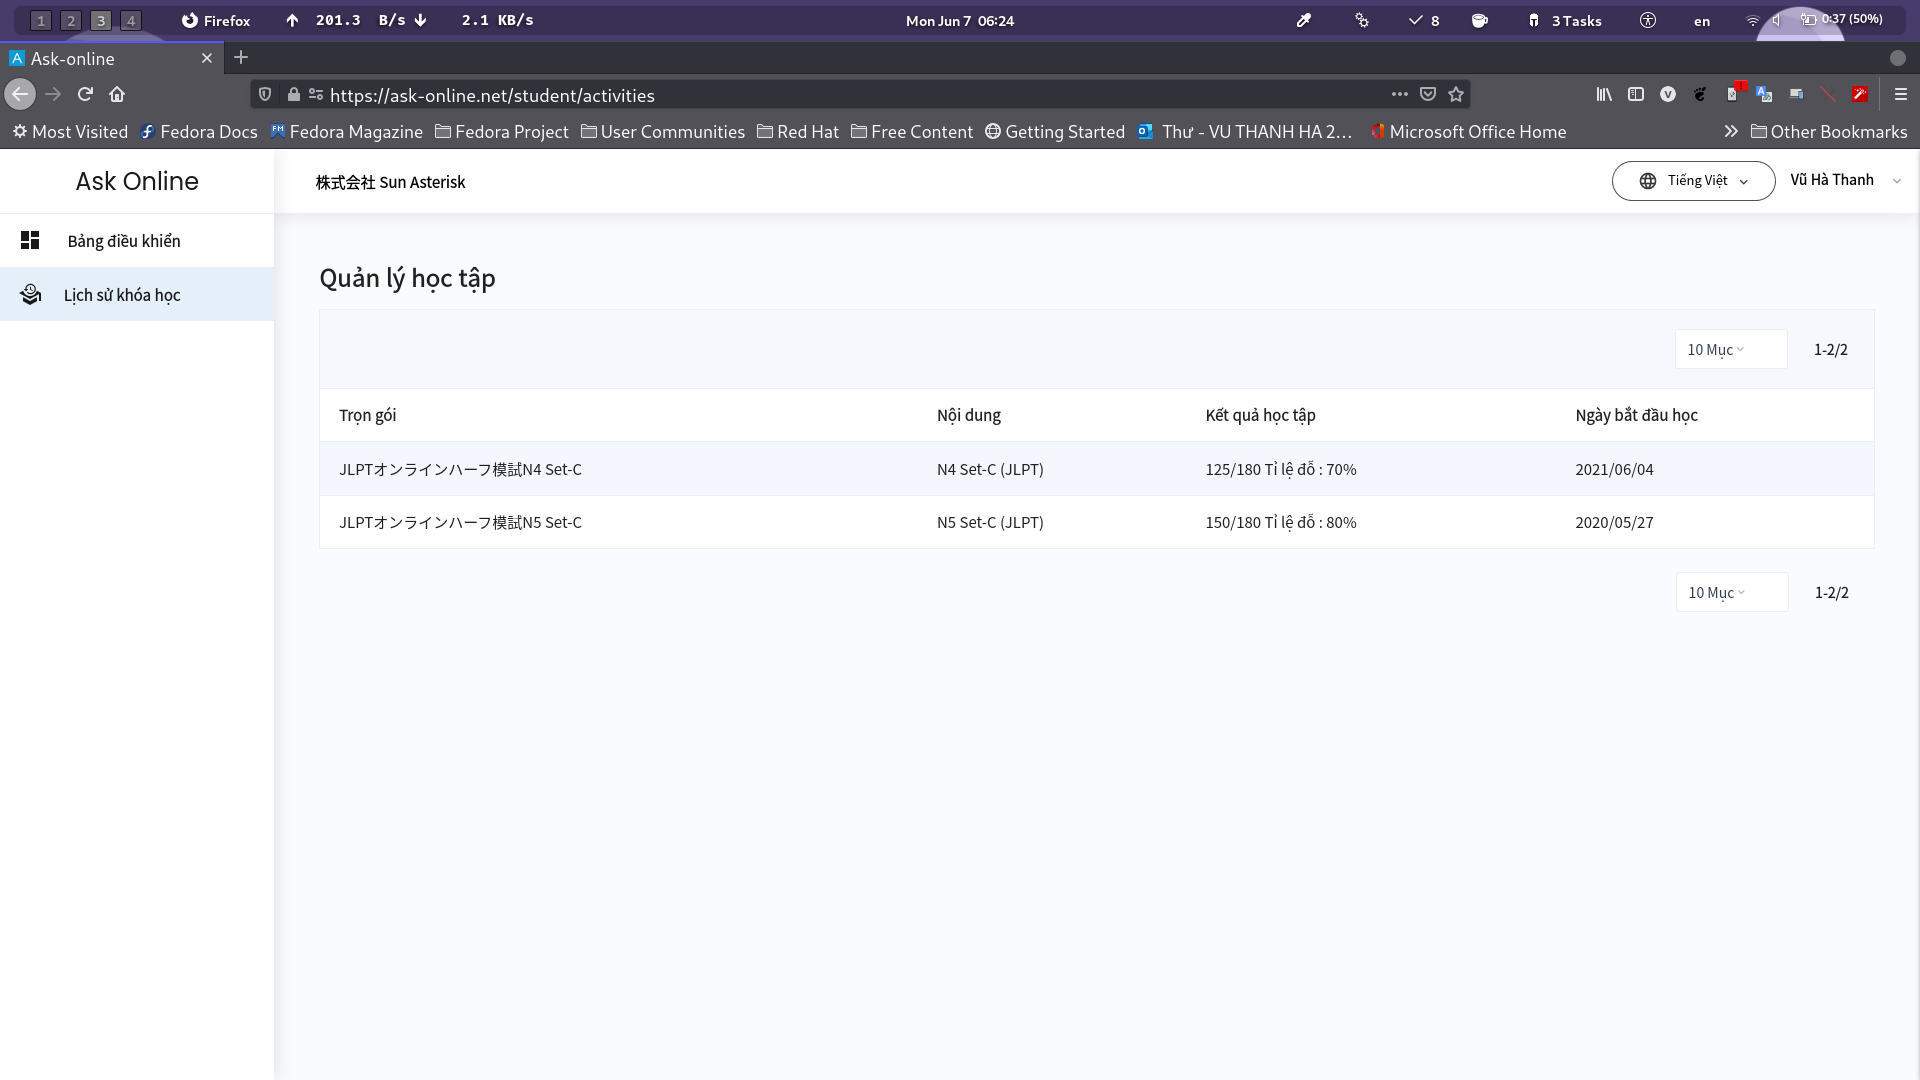 1 2 3 4 Firefox 201.3 B/s 2.1 KB/s Mon Jun 7 06:24 8 3 Tasks en 0:37 (50%)
Ask-online
https://ask-online.net/student/activities
Most Visited Fedora Docs Fedora Magazine Fedora Project User Communities Red Hat Free Content Getting Started Thư - VU THANH HA 2... Microsoft Office Home Other Bookmarks
Ask Online 株式会社 Sun Asterisk Tiếng Việt Vũ Hà Thanh
Bảng điều khiển
Lịch sử khóa học
Quản lý học tập
10 Mục 1-2/2
Trọn gói Nội dung Kết quả học tập Ngày bắt đầu học
JLPTオンラインハーフ模試N4 Set-C N4 Set-C (JLPT) 125/180 Tỉ lệ đỗ : 70% 2021/06/04
JLPTオンラインハーフ模試N5 Set-C N5 Set-C (JLPT) 150/180 Tỉ lệ đỗ : 80% 2020/05/27
10 Mục 1-2/2